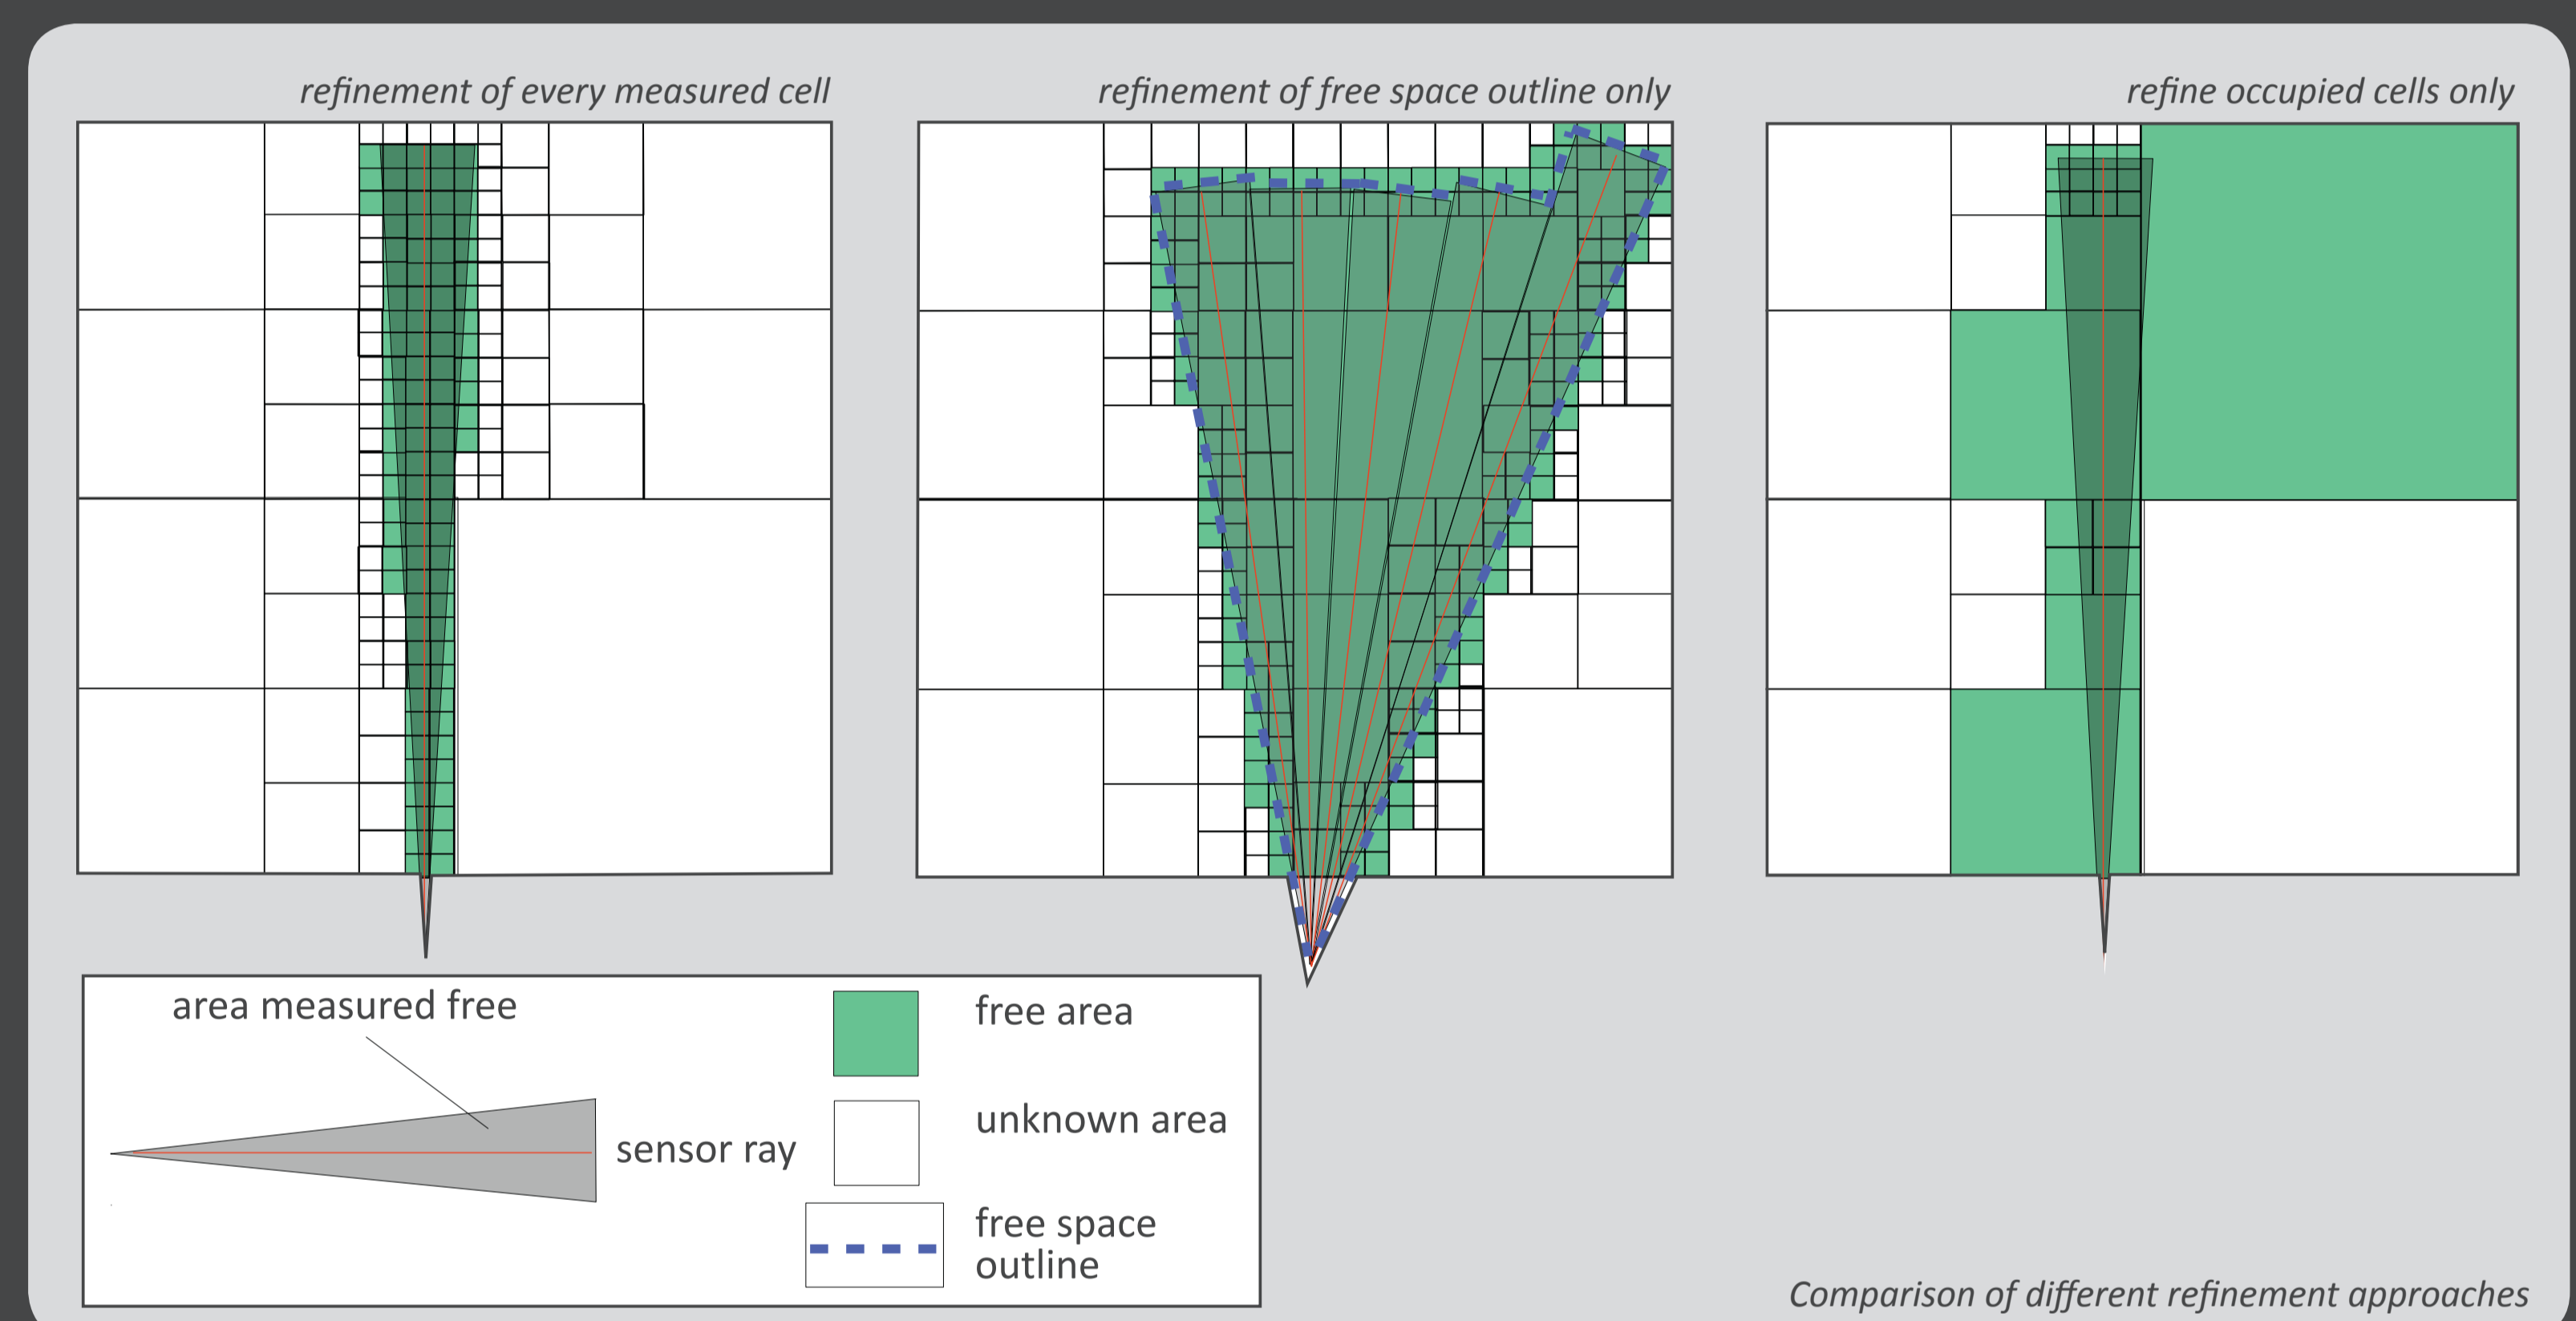 refinement of every measured cell
refinement of free space outline only
refine occupied cells only
area measured free
sensor ray
free area
unknown area
free space
outline
Comparison of different refinement approaches